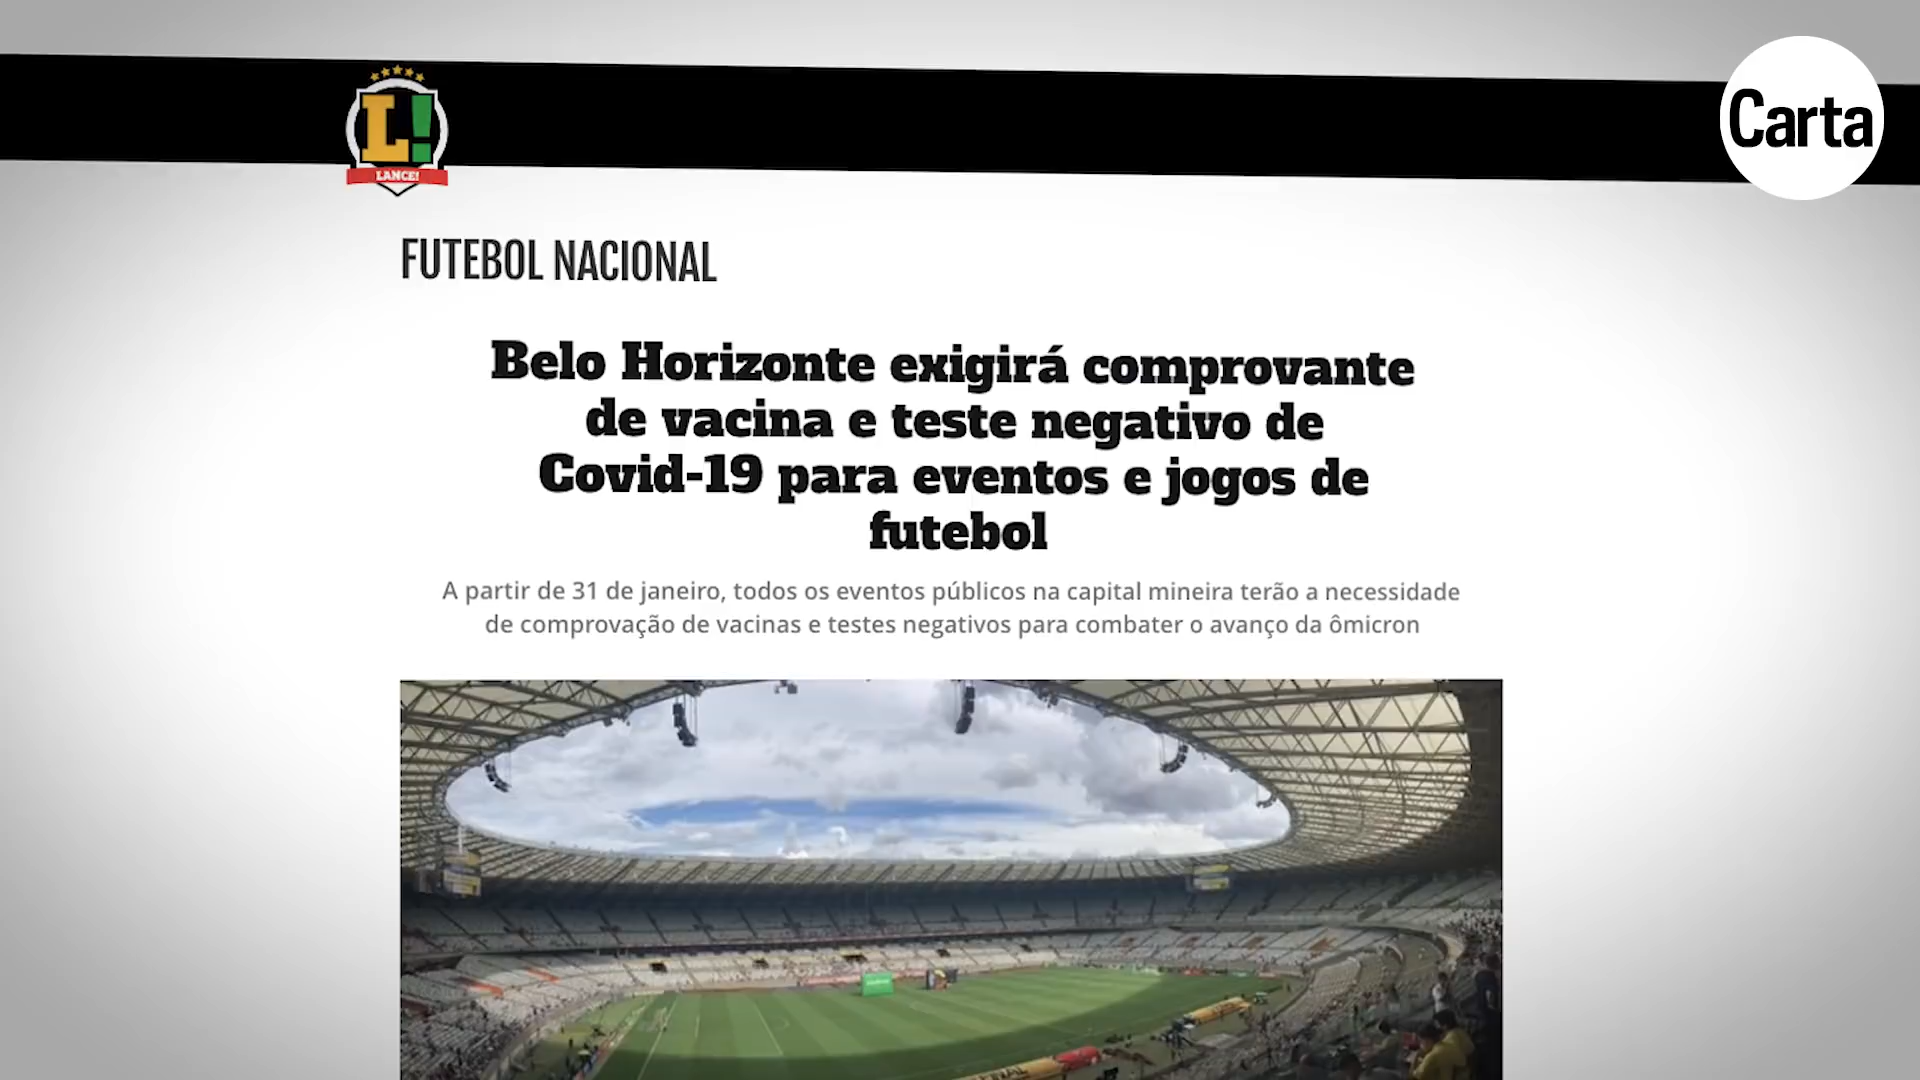 L!
LANCE!
Carta
FUTEBOL NACIONAL
Belo Horizonte exigirá comprovante
de vacina e teste negativo de
Covid-19 para eventos e jogos de
futebol
A partir de 31 de janeiro, todos os eventos públicos na capital mineira terão a necessidade
de comprovação de vacinas e testes negativos para combater o avanço da ômicron